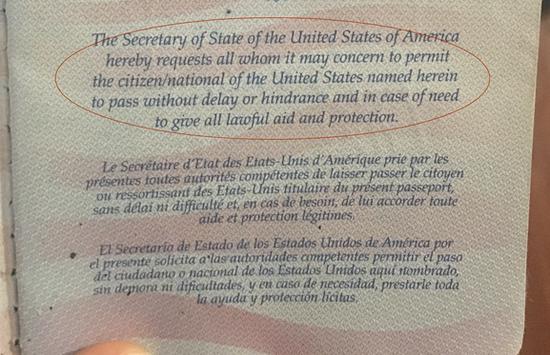 The Secretary of State of the United States of America
hereby requests all whom it may concern to permit
the citizen/national of the United States named herein
to pass without delay or hindrance and in case of need
to give all lawful aid and protection.
Le Secrétaire d'Etat des Etats-Unis d'Amérique prie par les
présentes toutes autorités compétentes de laisser passer le citoyen
ou ressortissant des Etats-Unis titulaire du présent passeport,
sans délai ni difficulté et, en cas de besoin, de lui accorder toute
aide et protection légitimes.
El Secretario de Estado de los Estados Unidos de América por
el presente solicita a las autoridades competentes permitir el paso
del ciudadano o nacional de los Estados Unidos aquí nombrado,
sin demora ni dificultades, y en caso de necesidad, prestarle toda
la ayuda y protección lícitas.